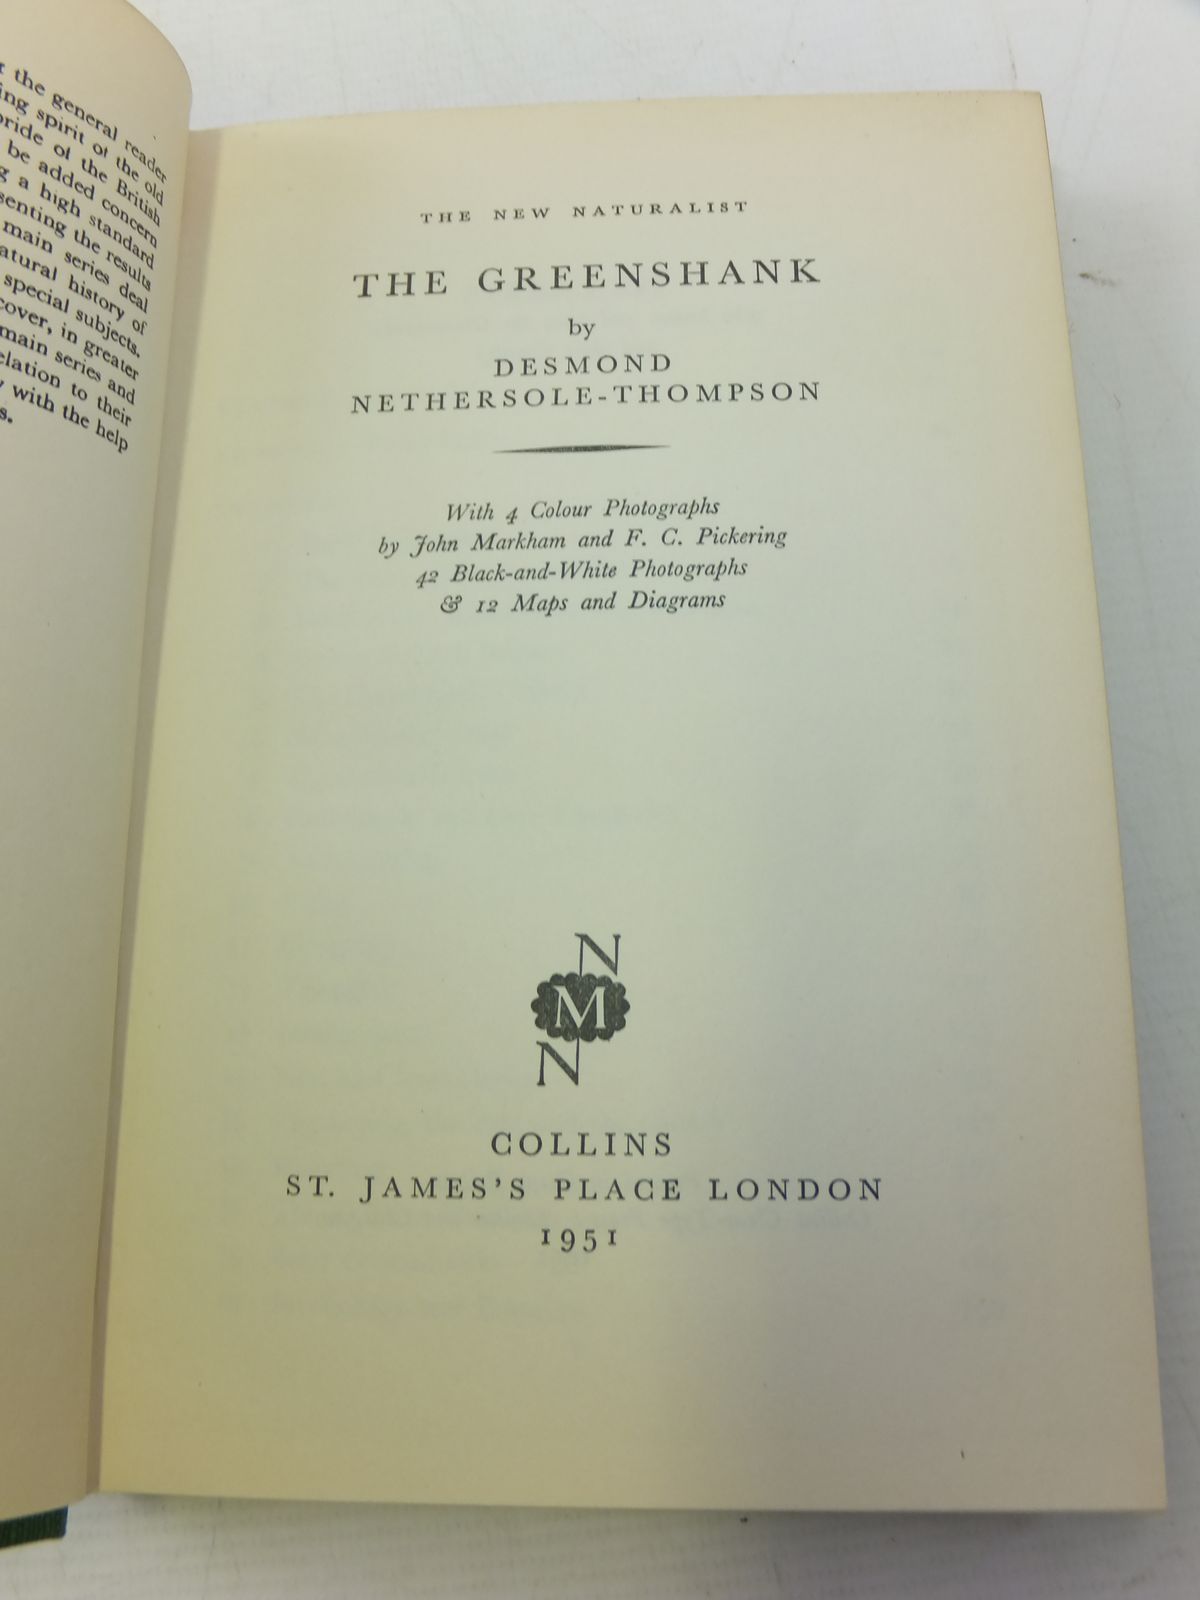 the general reader
ing spirit of the old
pride of the British
be added concern
g a high standard
senting the results
main series deal
atural history of
special subjects.
cover, in greater
main series and
elation to their
y with the help
s.
THE NEW NATURALIST
THE GREENSHANK
by
DESMOND
NETHERSOLE-THOMPSON
With 4 Colour Photographs
by John Markham and F. C. Pickering
42 Black-and-White Photographs
& 12 Maps and Diagrams
N
M
N
COLLINS
ST. JAMES'S PLACE LONDON
1951